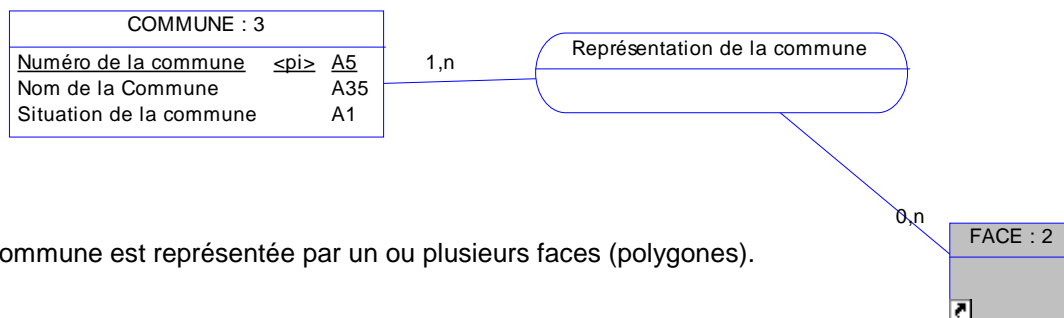 COMMUNE : 3
Numéro de la commune <pi> A5
Nom de la Commune A35
Situation de la commune A1
1,n
Représentation de la commune
0,n
FACE : 2
ommune est représentée par un ou plusieurs faces (polygones).